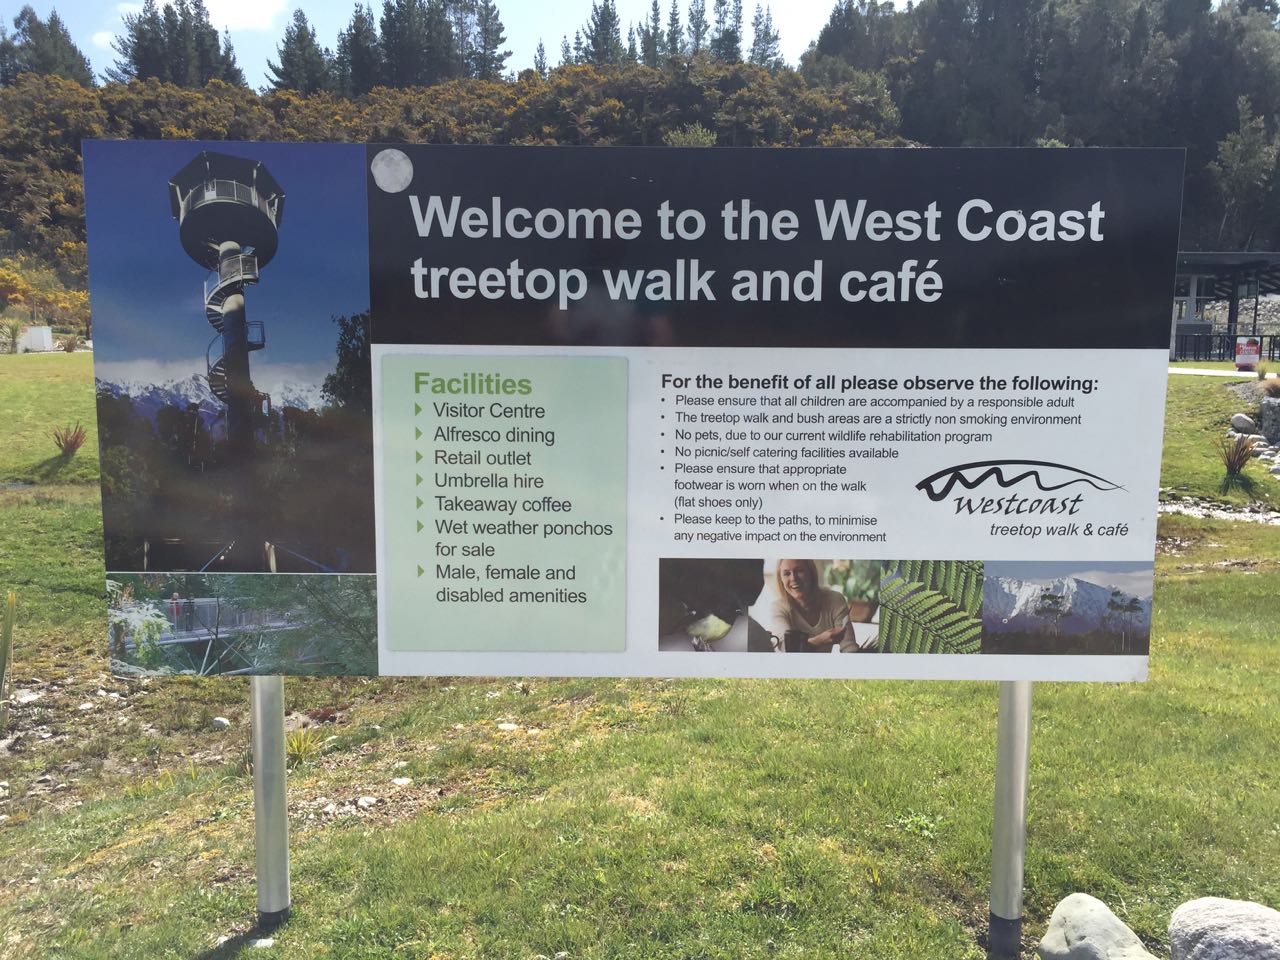 Welcome to the West Coast
treetop walk and café
Facilities
Visitor Centre
Alfresco dining
Retail outlet
Umbrella hire
Takeaway coffee
Wet weather ponchos
for sale
Male, female and
disabled amenities
For the benefit of all please observe the following:
• Please ensure that all children are accompanied by a responsible adult
• The treetop walk and bush areas are a strictly non smoking environment
• No pets, due to our current wildlife rehabilitation program
• No picnic/self catering facilities available
• Please ensure that appropriate
footwear is worn when on the walk
(flat shoes only)
• Please keep to the paths, to minimise
any negative impact on the environment
westcoast
treetop walk & café